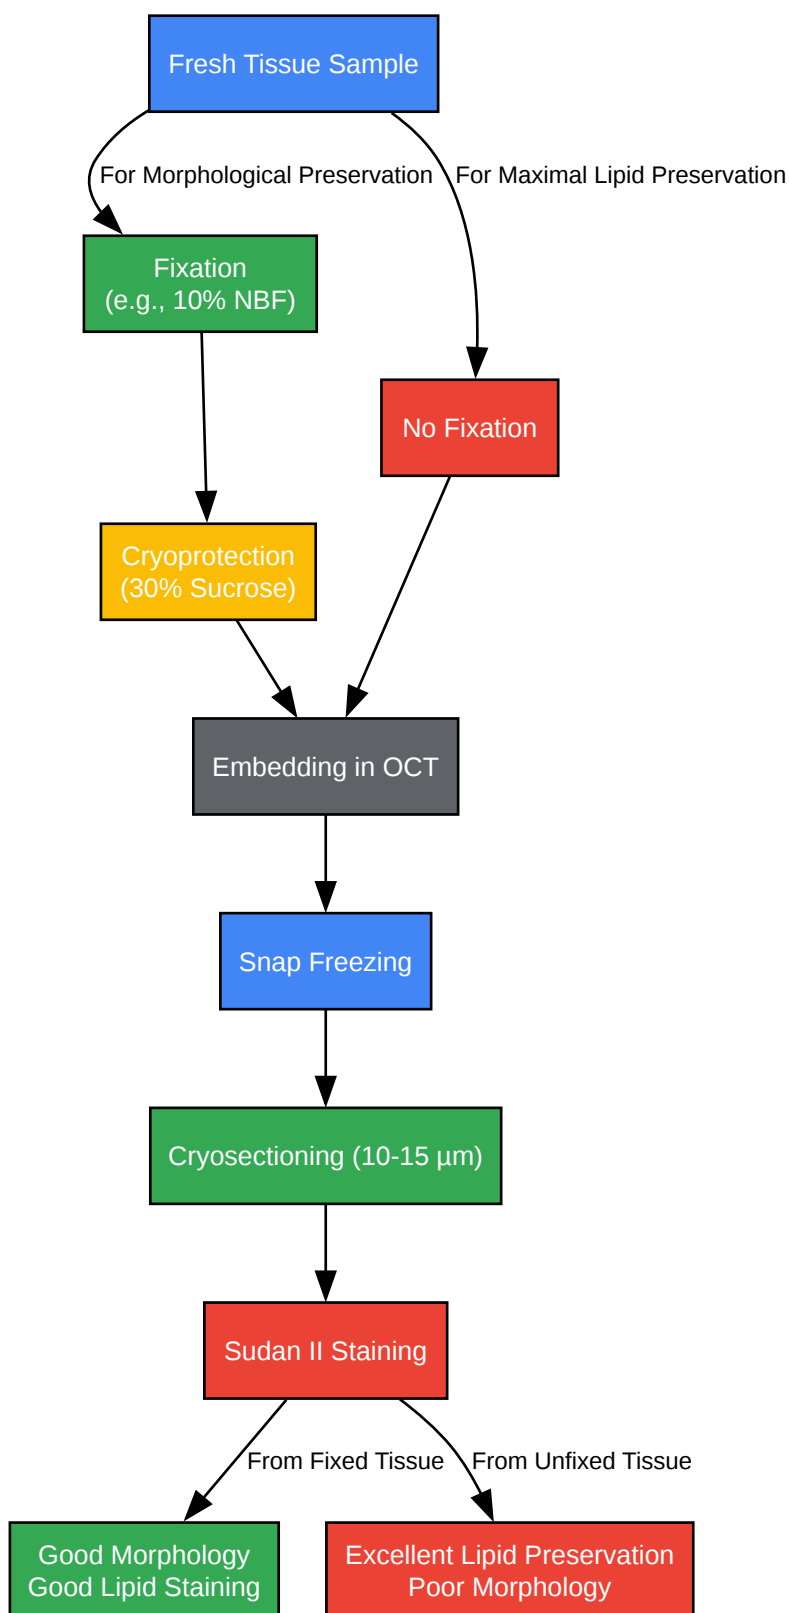 Fresh Tissue Sample
For Morphological Preservation
For Maximal Lipid Preservation
Fixation
(e.g., 10% NBF)
No Fixation
Cryoprotection
(30% Sucrose)
Embedding in OCT
Snap Freezing
Cryosectioning (10-15 µm)
Sudan II Staining
From Fixed Tissue
From Unfixed Tissue
Good Morphology
Good Lipid Staining
Excellent Lipid Preservation
Poor Morphology